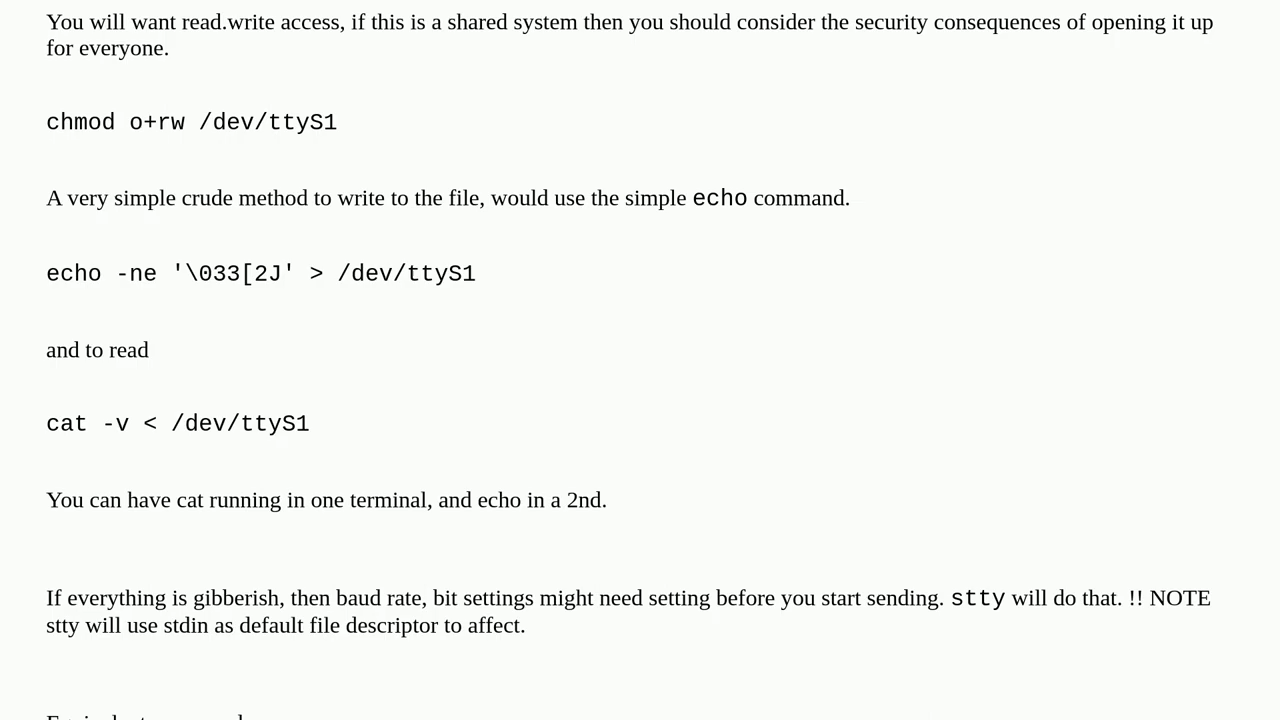 You will want read.write access, if this is a shared system then you should consider the security consequences of opening it up
for everyone.
chmod o+rw /dev/ttyS1
A very simple crude method to write to the file, would use the simple echo command.
echo -ne '\033[2J' > /dev/ttyS1
and to read
cat -v < /dev/ttyS1
You can have cat running in one terminal, and echo in a 2nd.
If everything is gibberish, then baud rate, bit settings might need setting before you start sending. stty will do that. !! NOTE
stty will use stdin as default file descriptor to affect.